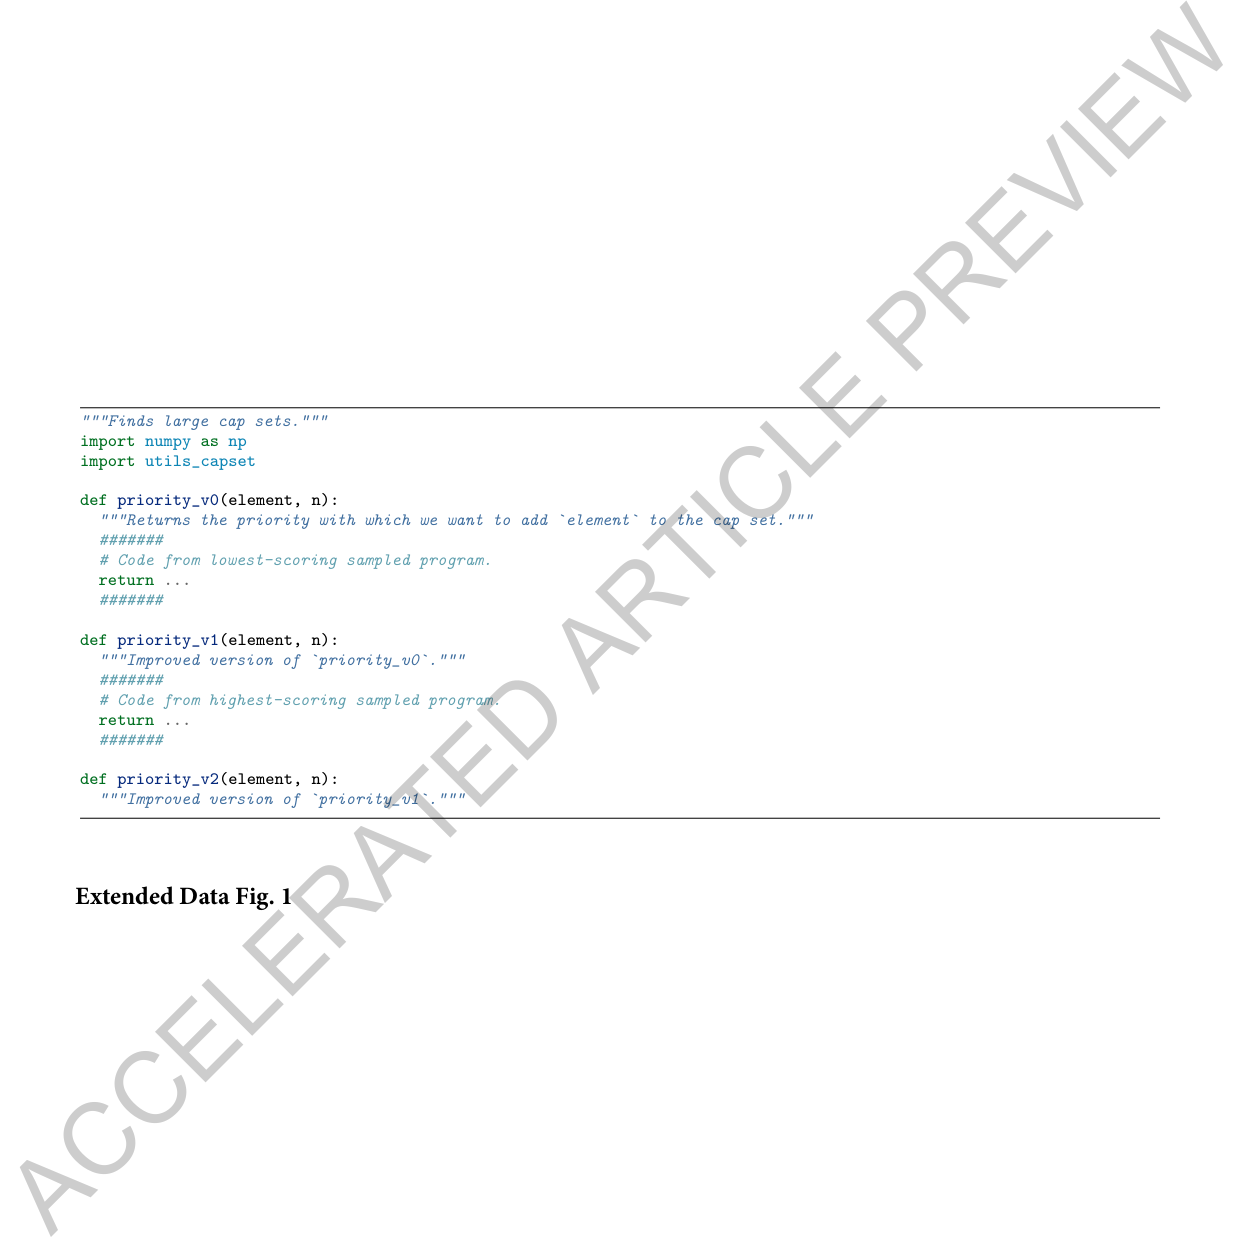 """Finds large cap sets."""
import numpy as np
import utils_capset

def priority_v0(element, n):
  """Returns the priority with which we want to add `element` to the cap set."""
  #######
  # Code from lowest-scoring sampled program.
  return ...
  #######

def priority_v1(element, n):
  """Improved version of `priority_v0`."""
  #######
  # Code from highest-scoring sampled program.
  return ...
  #######

def priority_v2(element, n):
  """Improved version of `priority_v1`."""

Extended Data Fig. 1
ACCELERATED ARTICLE PREVIEW